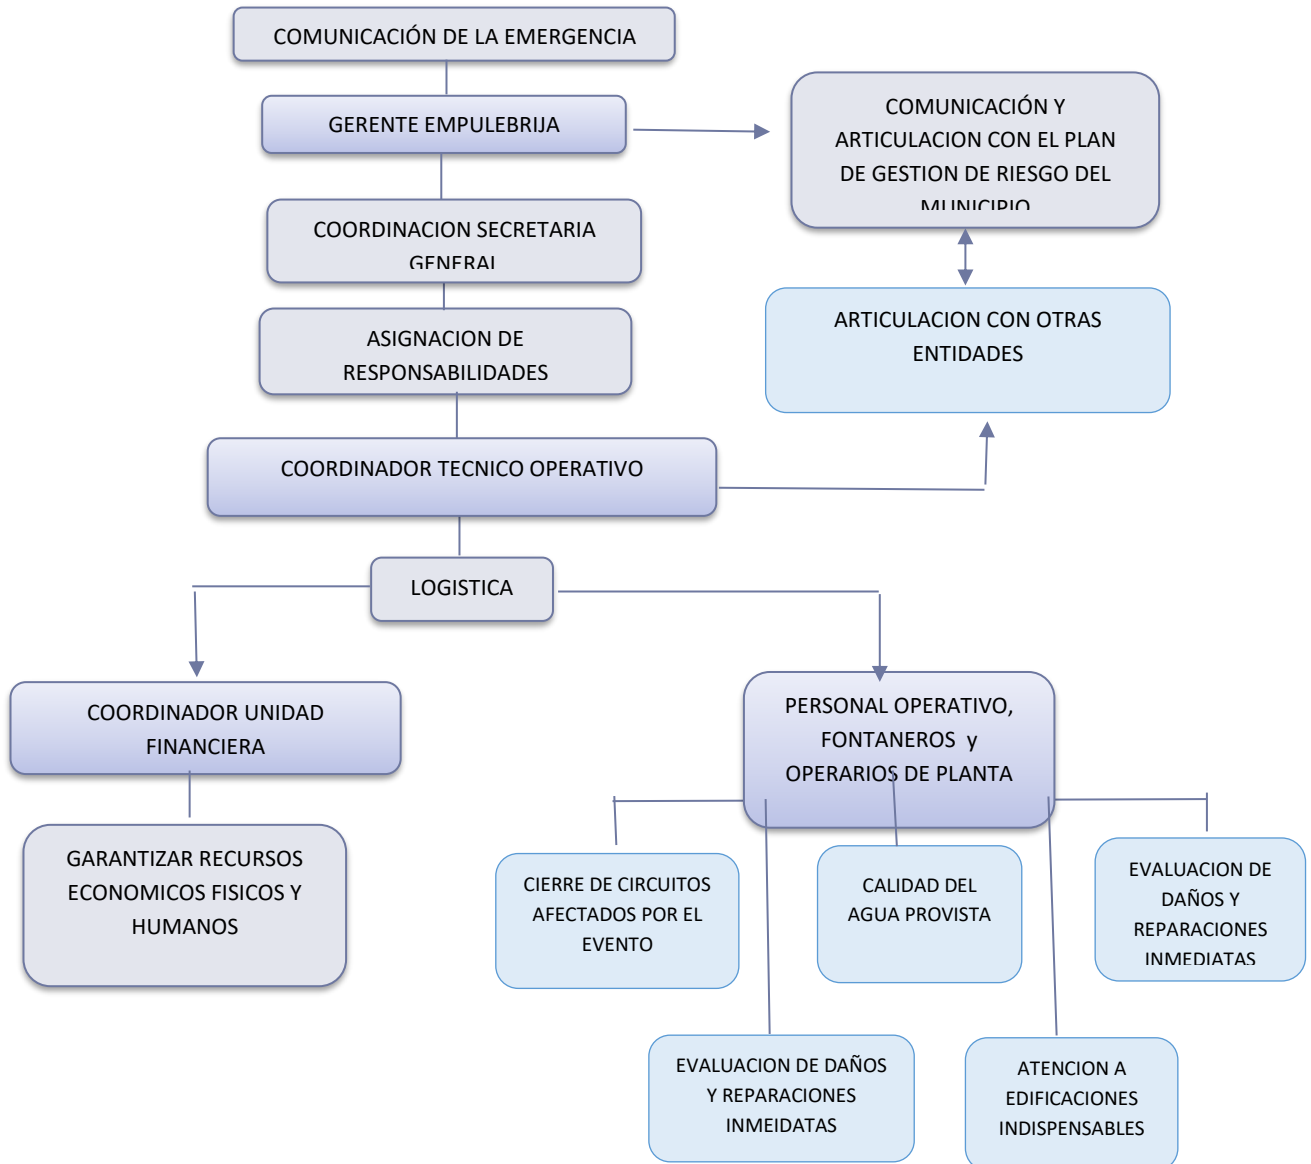 COMUNICACIÓN DE LA EMERGENCIA
GERENTE EMPULEBRIJA
COMUNICACIÓN Y
ARTICULACION CON EL PLAN
DE GESTION DE RIESGO DEL
MUNICIPIO
COORDINACION SECRETARIA
GENERAL
ARTICULACION CON OTRAS
ENTIDADES
ASIGNACION DE
RESPONSABILIDADES
COORDINADOR TECNICO OPERATIVO
LOGISTICA
COORDINADOR UNIDAD
FINANCIERA
PERSONAL OPERATIVO,
FONTANEROS y
OPERARIOS DE PLANTA
GARANTIZAR RECURSOS
ECONOMICOS FISICOS Y
HUMANOS
CIERRE DE CIRCUITOS
AFECTADOS POR EL
EVENTO
CALIDAD DEL
AGUA PROVISTA
EVALUACION DE
DAÑOS Y
REPARACIONES
INMEDIATAS
EVALUACION DE DAÑOS
Y REPARACIONES
INMEIDATAS
ATENCION A
EDIFICACIONES
INDISPENSABLES